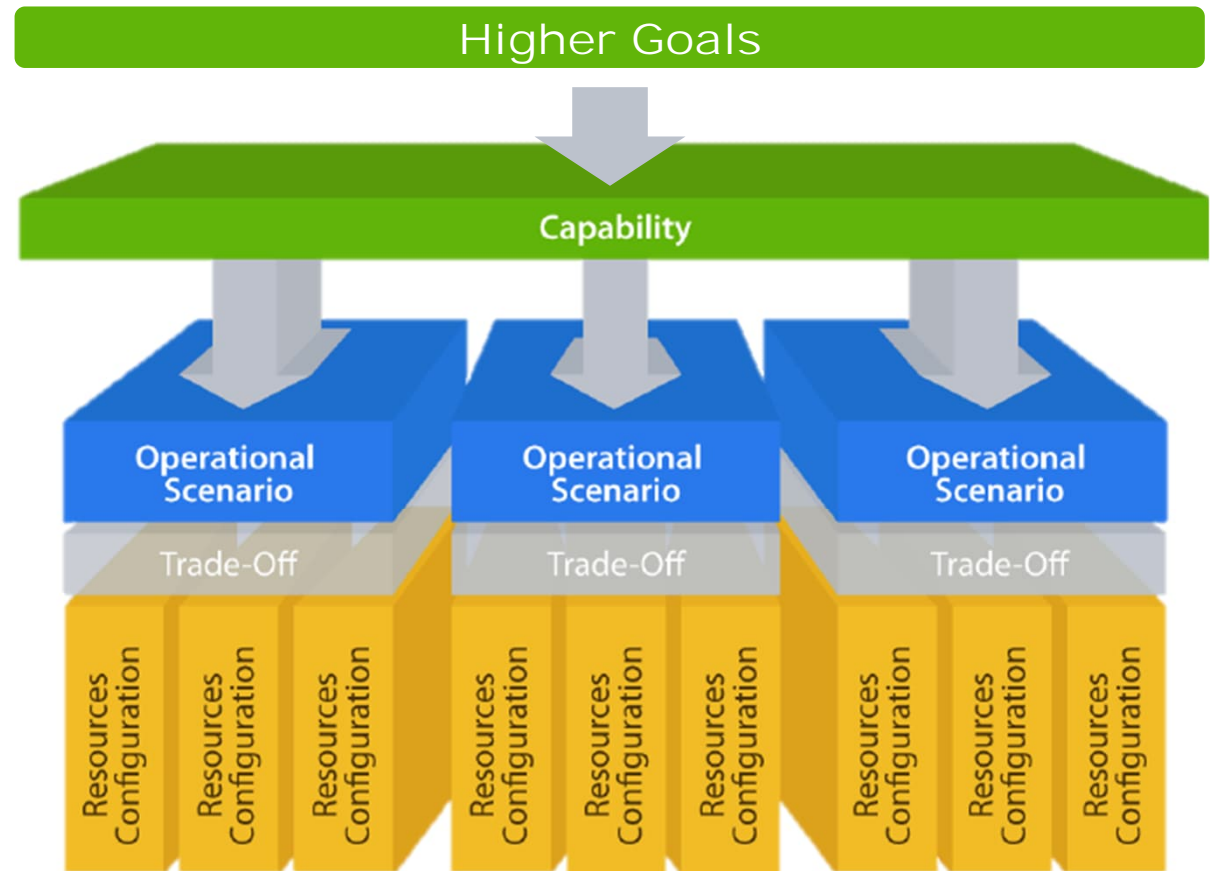 Higher Goals
Capability
Operational
Scenario
Operational
Scenario
Operational
Scenario
Trade-Off
Trade-Off
Trade-Off
Resources
Configuration
Resources
Configuration
Resources
Configuration
Resources
Configuration
Resources
Configuration
Resources
Configuration
Resources
Configuration
Resources
Configuration
Resources
Configuration